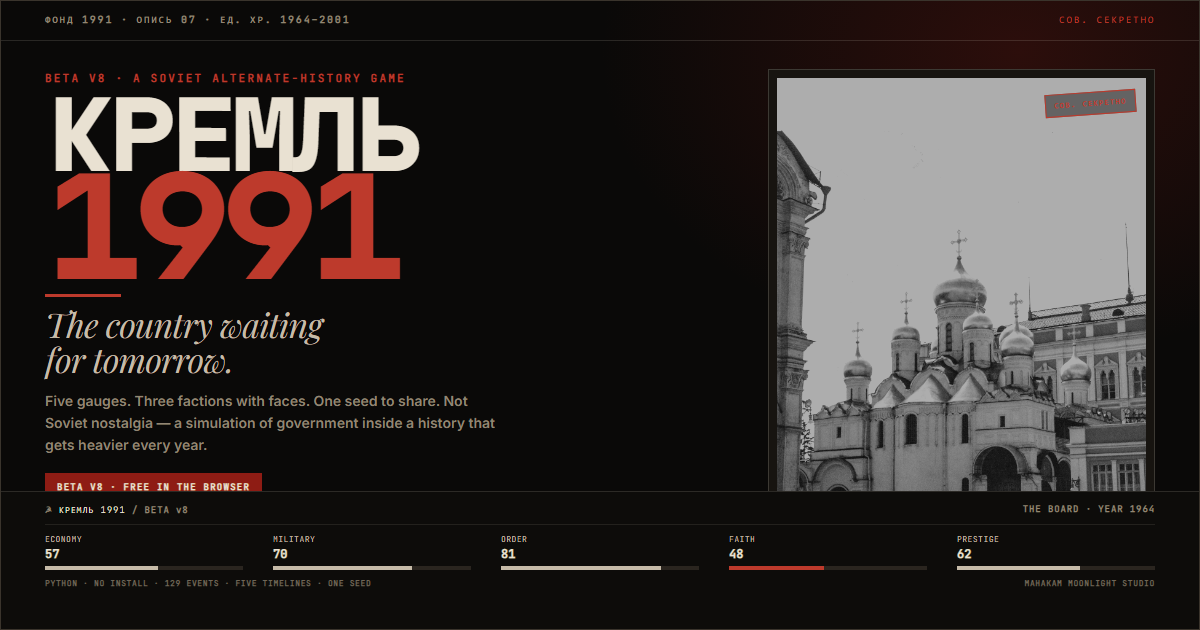 ФОНД 1991 · ОПИСЬ 07 · ЕД. ХР. 1964–2001
СОВ. СЕКРЕТНО
BETA V8 · A SOVIET ALTERNATE-HISTORY GAME
КРЕМЛЬ
1991
The country waiting
for tomorrow.
Five gauges. Three factions with faces. One seed to share. Not
Soviet nostalgia — a simulation of government inside a history that
gets heavier every year.
BETA V8 · FREE IN THE BROWSER
СОВ. СЕКРЕТНО
☭ КРЕМЛЬ 1991 / BETA v8
THE BOARD · YEAR 1964
ECONOMY
57
MILITARY
70
ORDER
81
FAITH
48
PRESTIGE
62
PYTHON · NO INSTALL · 129 EVENTS · FIVE TIMELINES · ONE SEED
MAHAKAM MOONLIGHT STUDIO